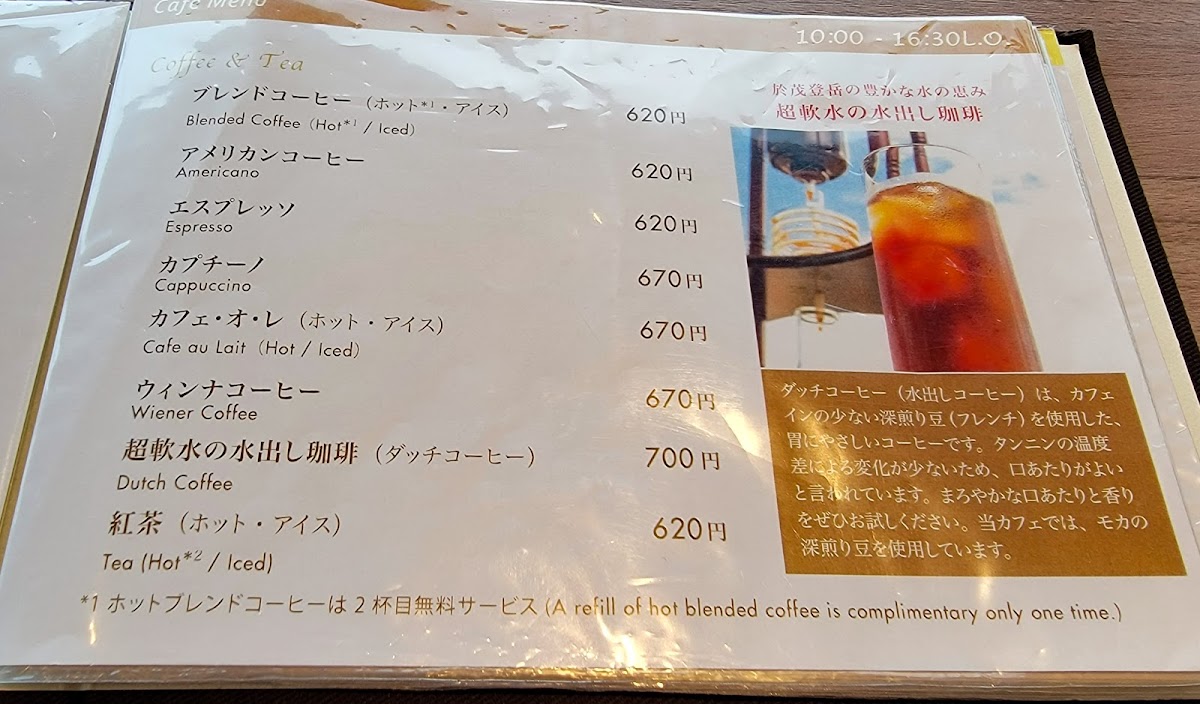 Cafe Menu
10:00 - 16:30L.O.
Coffee & Tea
ブレンドコーヒー（ホット*1・アイス） 620円
Blended Coffee (Hot*1 / Iced)
アメリカンコーヒー 620円
Americano
エスプレッソ 620円
Espresso
カプチーノ 670円
Cappuccino
カフェ・オ・レ（ホット・アイス） 670円
Cafe au Lait (Hot / Iced)
ウィンナコーヒー 670円
Wiener Coffee
超軟水の水出し珈琲（ダッチコーヒー） 700円
Dutch Coffee
紅茶（ホット・アイス） 620円
Tea (Hot*2 / Iced)
*1 ホットブレンドコーヒーは2杯目無料サービス (A refill of hot blended coffee is complimentary only one time.)
於茂登岳の豊かな水の恵み
超軟水の水出し珈琲
ダッチコーヒー（水出しコーヒー）は、カフェ
インの少ない深煎り豆（フレンチ）を使用した、
胃にやさしいコーヒーです。タンニンの温度
差による変化が少ないため、口あたりがよい
と言われています。まろやかな口あたりと香り
をぜひお試しください。当カフェでは、モカの
深煎り豆を使用しています。